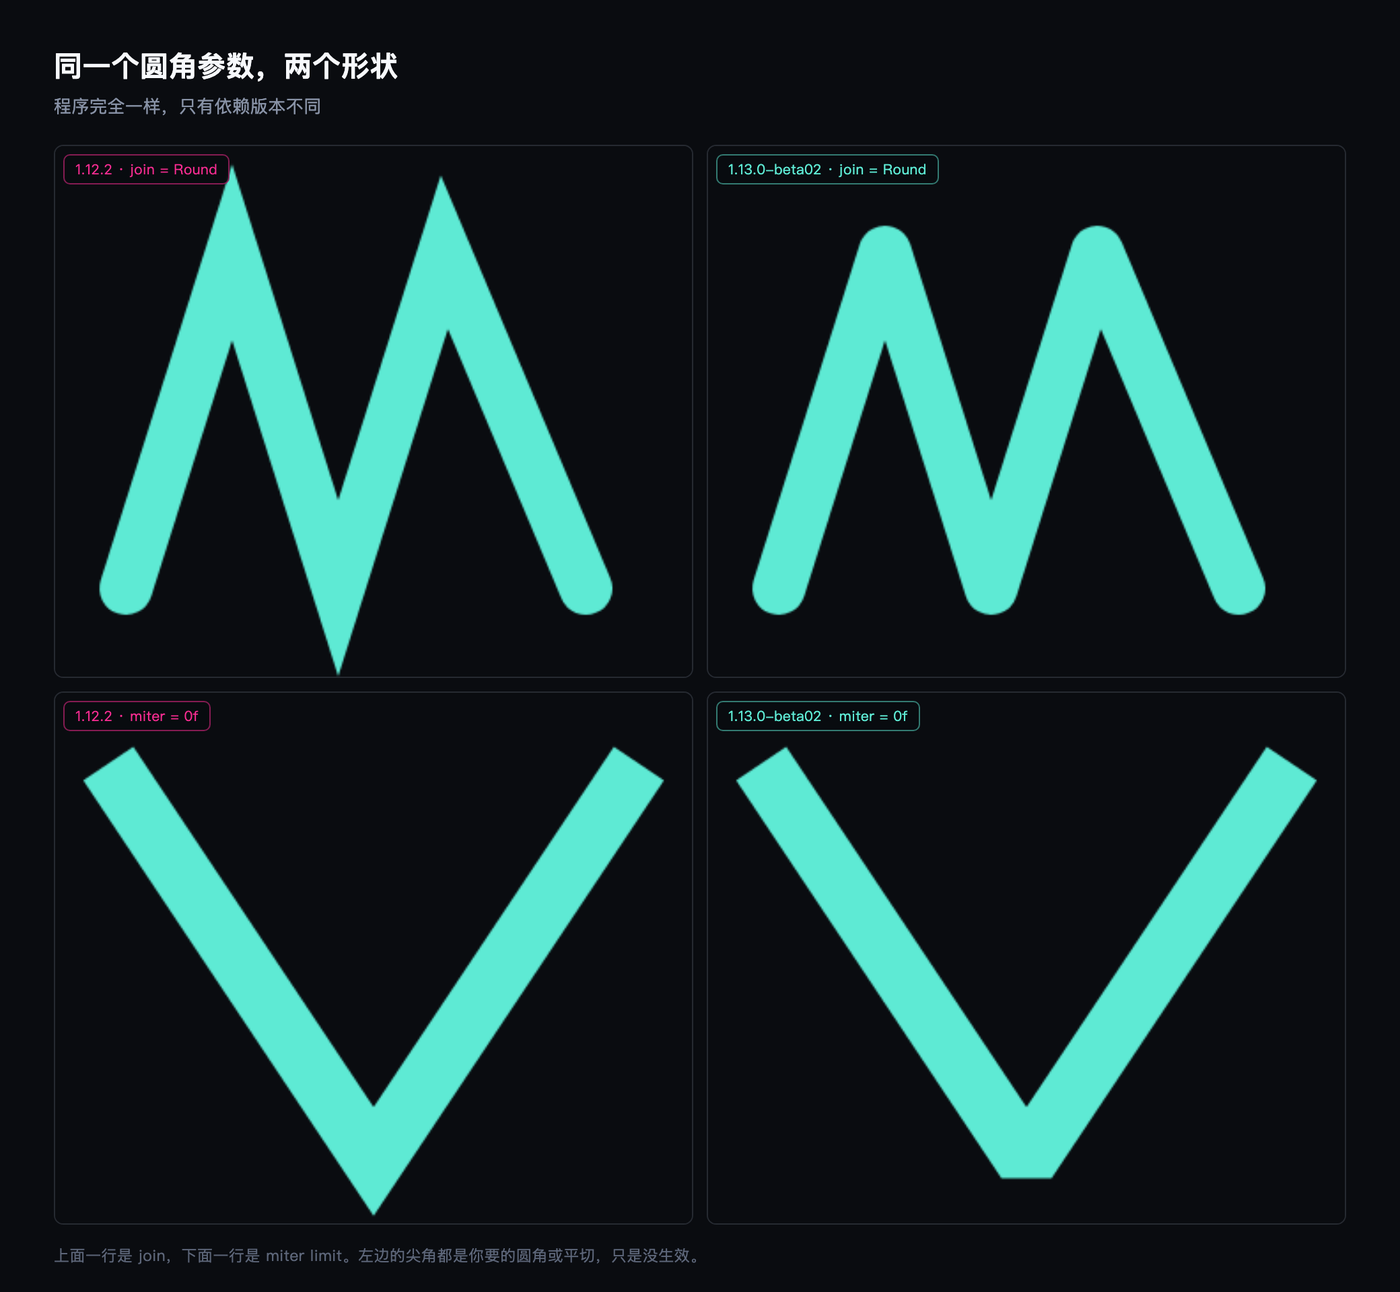 同一个圆角参数，两个形状
程序完全一样，只有依赖版本不同
1.12.2 · join = Round
1.13.0-beta02 · join = Round
1.12.2 · miter = 0f
1.13.0-beta02 · miter = 0f
上面一行是 join，下面一行是 miter limit。左边的尖角都是你要的圆角或平切，只是没生效。